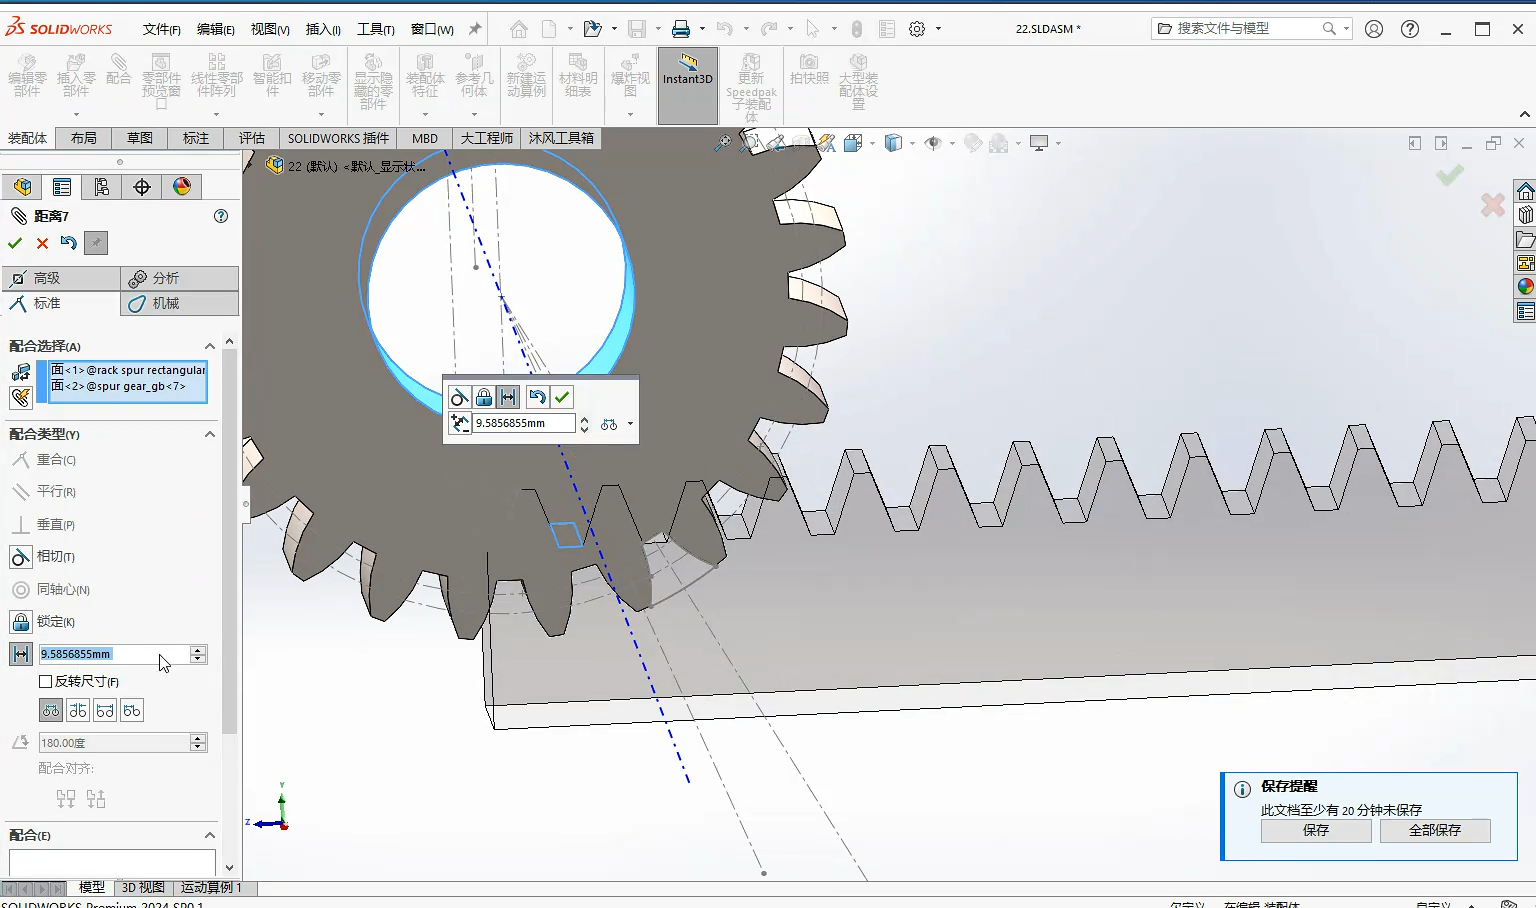 SOLIDWORKS
文件(F)
编辑(E)
视图(V)
插入(I)
工具(T)
窗口(W)
22.SLDASM *
搜索文件与模型
编辑零部件
插入零部件
配合
零部件预览窗口
线性零部件阵列
智能扣件
移动零部件
显示隐藏的零部件
装配体特征
参考几何体
新建运动算例
材料明细表
爆炸视图
Instant3D
更新 Speedpak 子装配体
拍快照
大型装配体设置
装配体
布局
草图
标注
评估
SOLIDWORKS 插件
MBD
大工程师
沐风工具箱
22 (默认) <默认_显示状...
距离7
高级
分析
标准
机械
配合选择(A)
面<1>@rack spur rectangular
面<2>@spur gear_gb<7>
配合类型(Y)
重合(C)
平行(R)
垂直(P)
相切(T)
同轴心(N)
锁定(K)
9.5856855mm
反转尺寸(F)
180.00度
配合对齐:
配合(E)
9.5856855mm
Y
Z
保存提醒
此文档至少有 20 分钟未保存
保存
全部保存
模型
3D 视图
运动算例 1
SOLIDWORKS Premium 2024 SP0.1
欠定义
在编辑 装配体
自定义